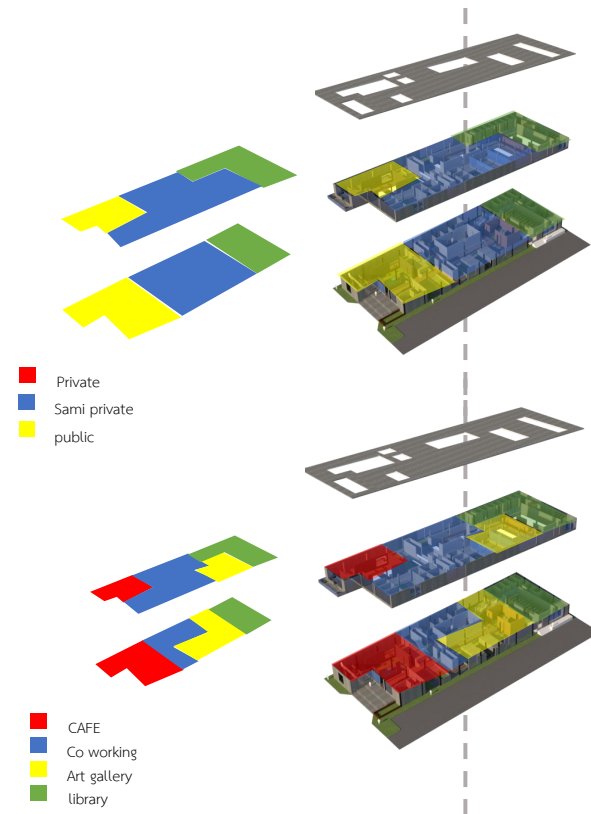 Private
Sami private
public
CAFE
Co working
Art gallery
library